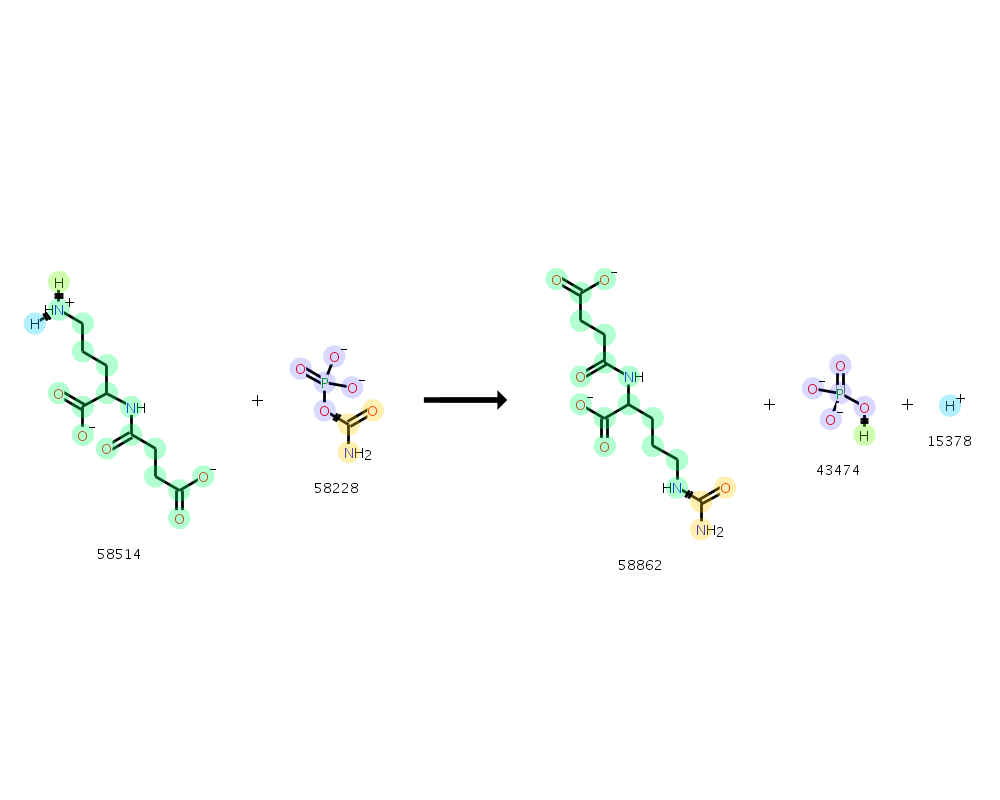 H
H
HN+
O
O-
NH
O
O-
O
58514
+
O-
O
P
O-
O
O
NH2
58228
O
O-
O
NH
O-
O
HN
O
NH2
58862
+
O
O-
P
O
O-
H
43474
+
H+
15378